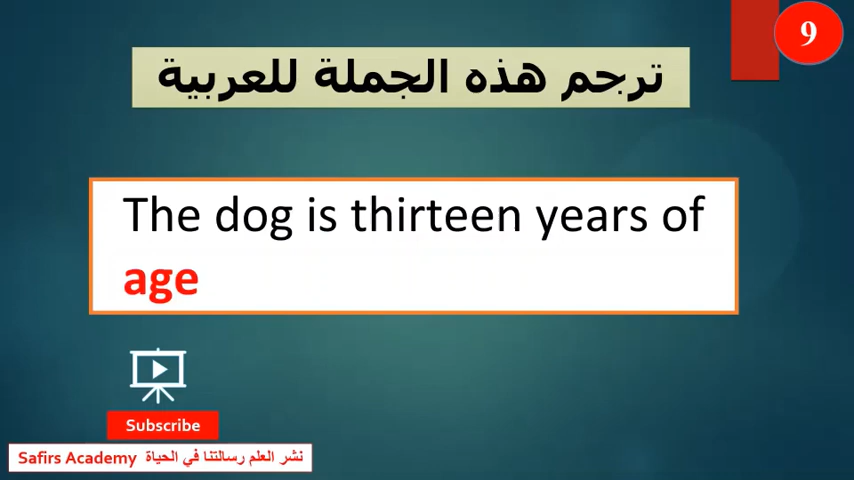 9
ترجم هذه الجملة للعربية
The dog is thirteen years of
age
Subscribe
Safirs Academy نشر العلم رسالتنا في الحياة